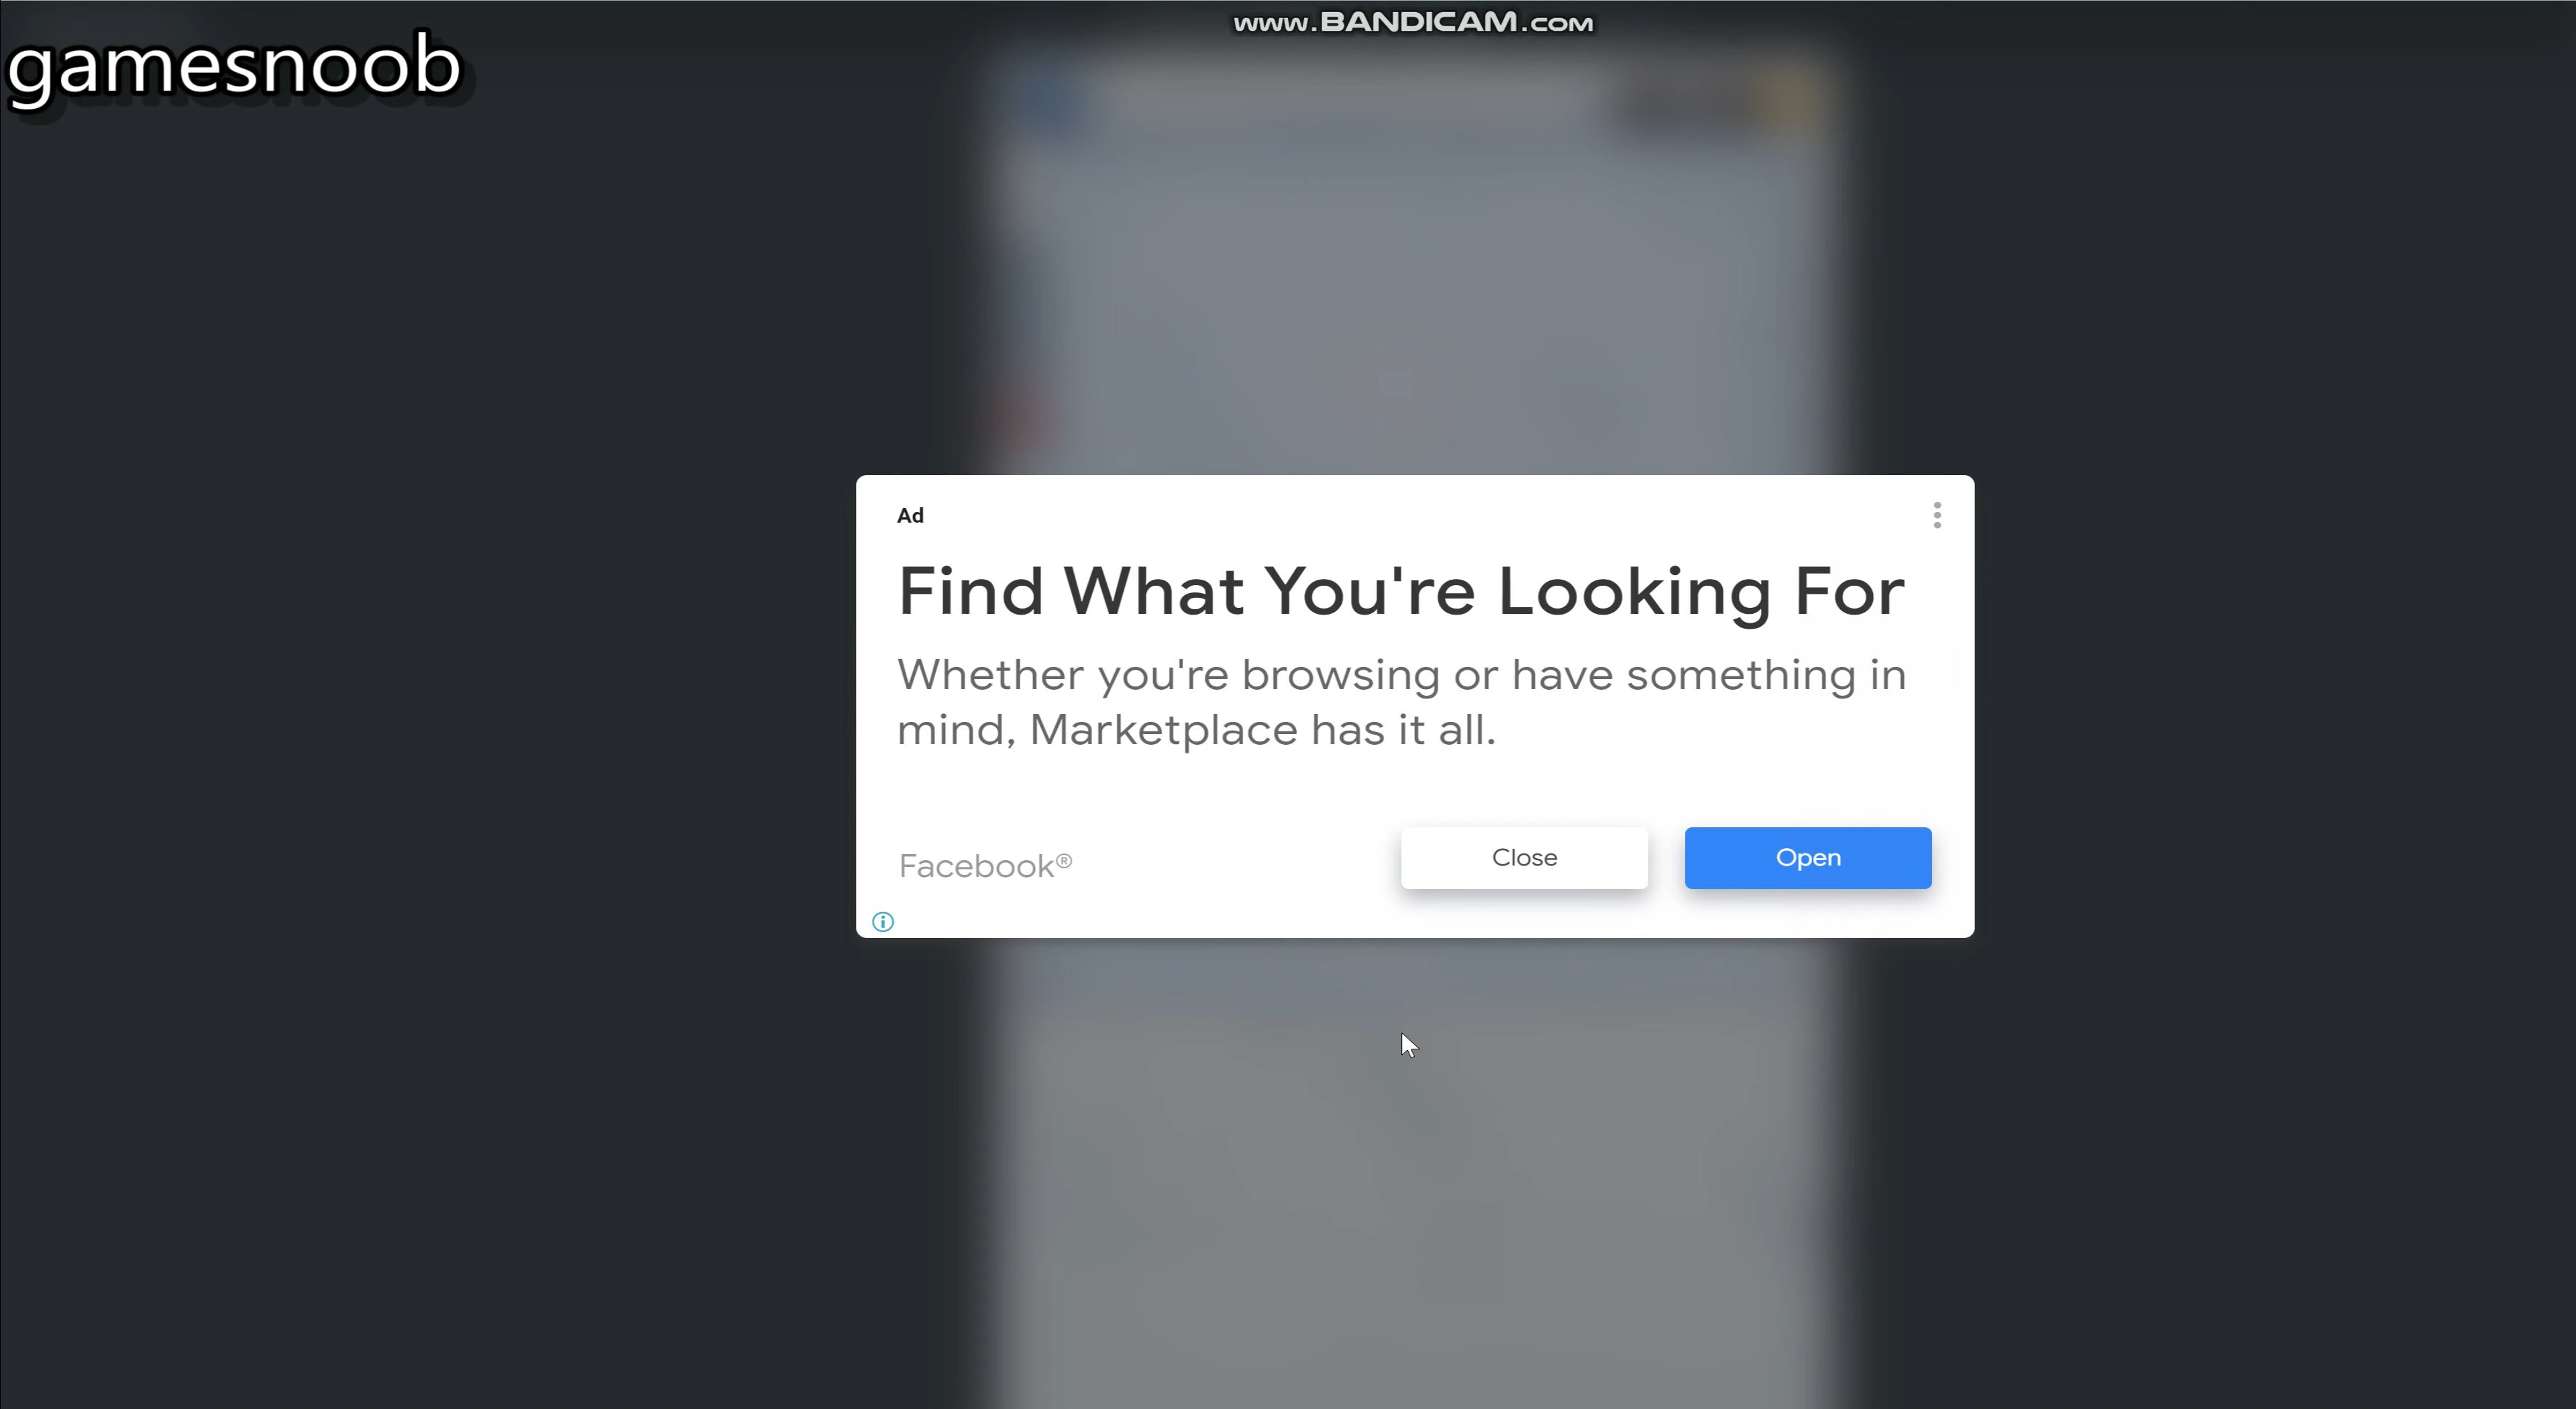 www.BANDICAM.COM
gamesnoob
Ad
Find What You're Looking For
Whether you're browsing or have something in
mind, Marketplace has it all.
Facebook®
Close
Open